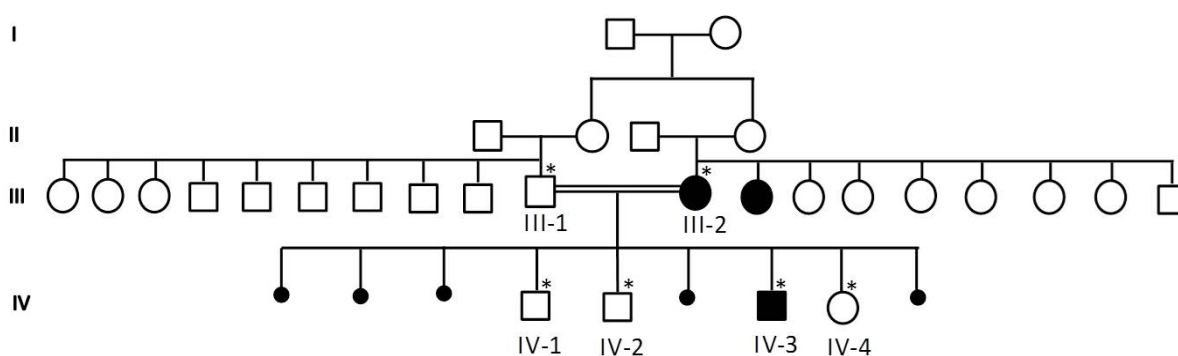 I
II
* *
III
III-1 III-2
* * * *
IV
IV-1 IV-2 IV-3 IV-4